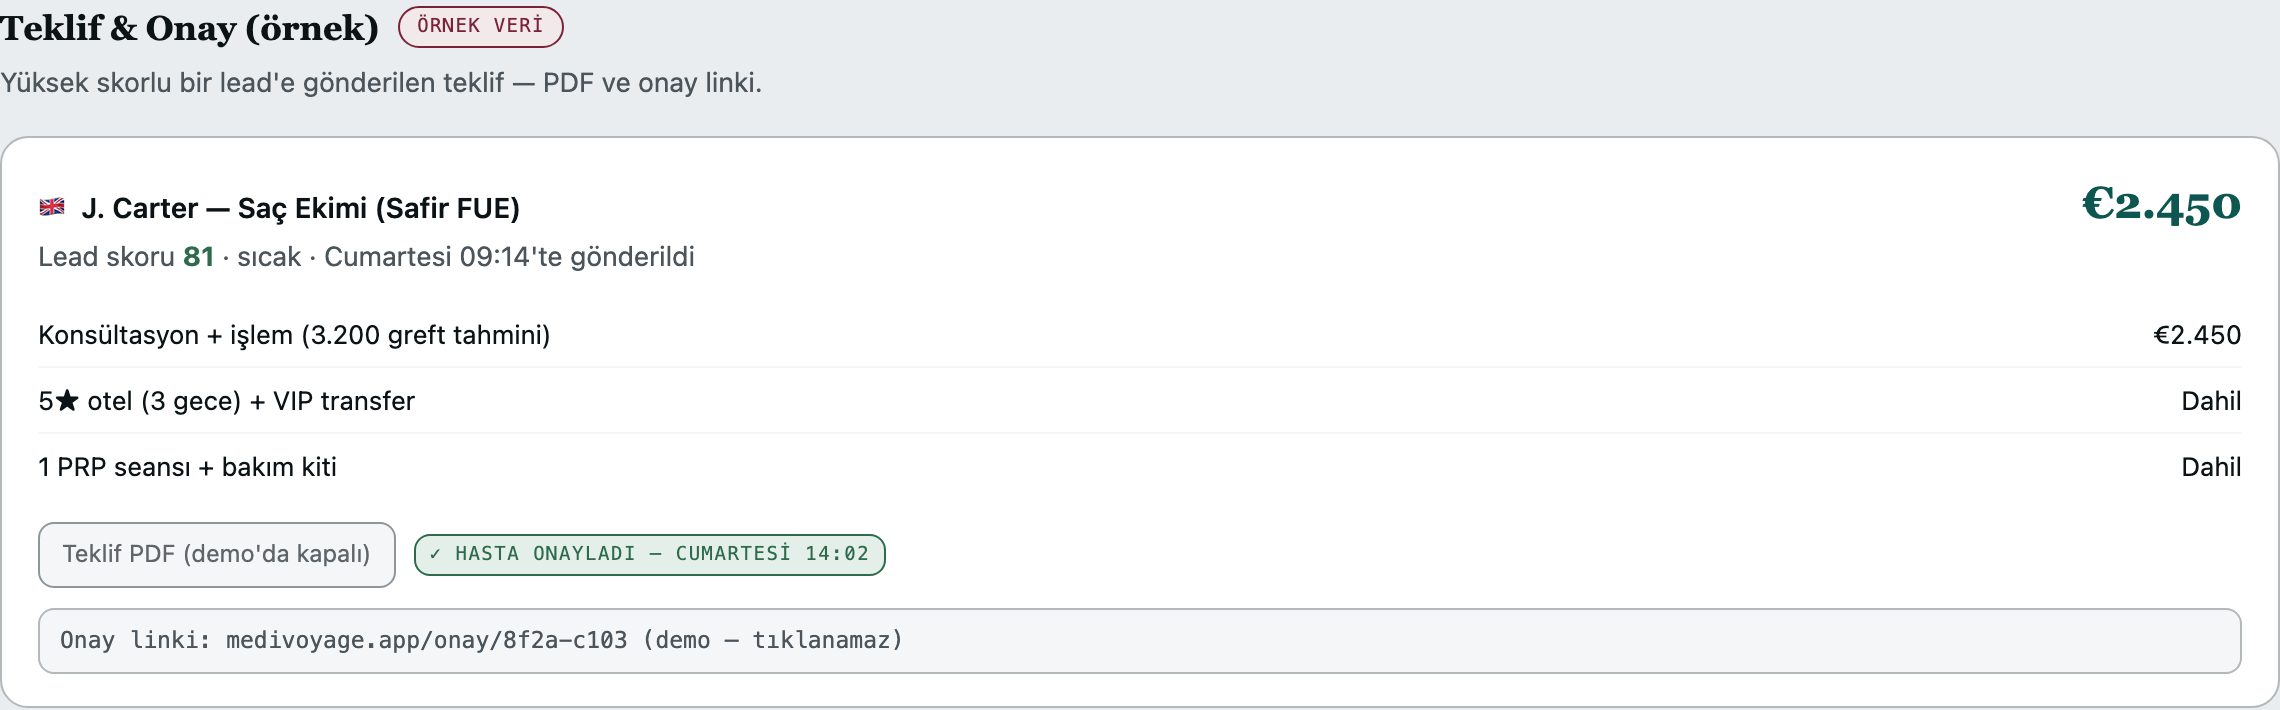 Teklif & Onay (örnek) ÖRNEK VERİ
Yüksek skorlu bir lead'e gönderilen teklif — PDF ve onay linki.
J. Carter — Saç Ekimi (Safir FUE) €2.450
Lead skoru 81 · sıcak · Cumartesi 09:14'te gönderildi
Konsültasyon + işlem (3.200 greft tahmini) €2.450
5★ otel (3 gece) + VIP transfer Dahil
1 PRP seansı + bakım kiti Dahil
Teklif PDF (demo'da kapalı) ✓ HASTA ONAYLADI — CUMARTESİ 14:02
Onay linki: medivoyage.app/onay/8f2a-c103 (demo — tıklanamaz)